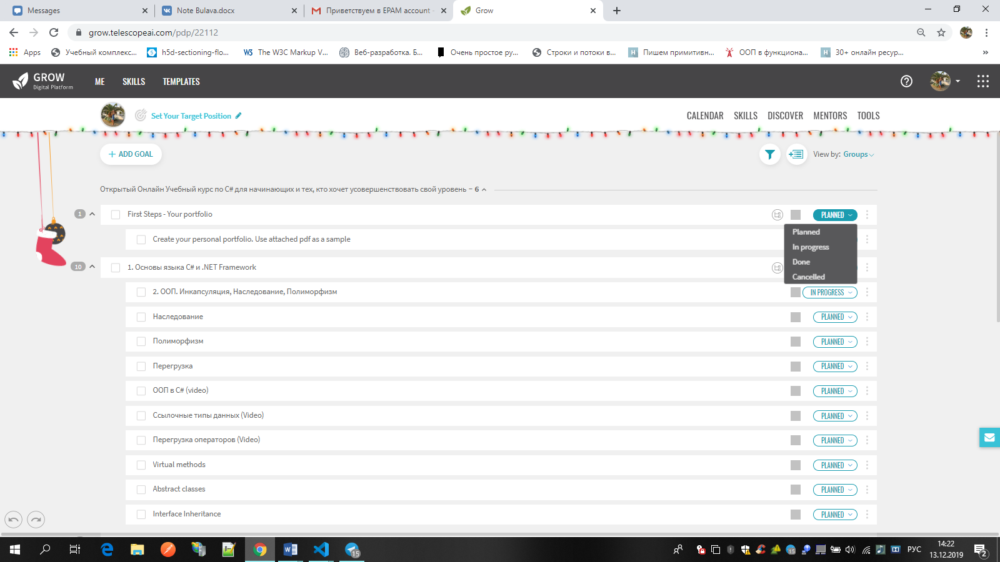 Messages
Note Bulava.docx
Приветствуем в EPAM account -
Grow
grow.telescopeai.com/pdp/22112
Apps
Учебный комплекс...
h5d-sectioning-flo...
The W3C Markup V...
Веб-разработка. Б...
Очень простое ру...
Строки и потоки в...
Пишем примитивн...
ООП в функциона...
30+ онлайн ресур...
GROW
Digital Platform
ME
SKILLS
TEMPLATES
Set Your Target Position
CALENDAR
SKILLS
DISCOVER
MENTORS
TOOLS
+ ADD GOAL
View by: Groups
Открытый Онлайн Учебный курс по C# для начинающих и тех, кто хочет усовершенствовать свой уровень – 6
1
First Steps - Your portfolio
PLANNED
Create your personal portfolio. Use attached pdf as a sample
Planned
In progress
Done
Cancelled
10
1. Основы языка C# и .NET Framework
2. ООП. Инкапсуляция, Наследование, Полиморфизм
IN PROGRESS
Наследование
PLANNED
Полиморфизм
PLANNED
Перегрузка
PLANNED
ООП в C# (video)
PLANNED
Ссылочные типы данных (Video)
PLANNED
Перегрузка операторов (Video)
PLANNED
Virtual methods
PLANNED
Abstract classes
PLANNED
Interface Inheritance
PLANNED
15
15
РУС
14:22
13.12.2019
2